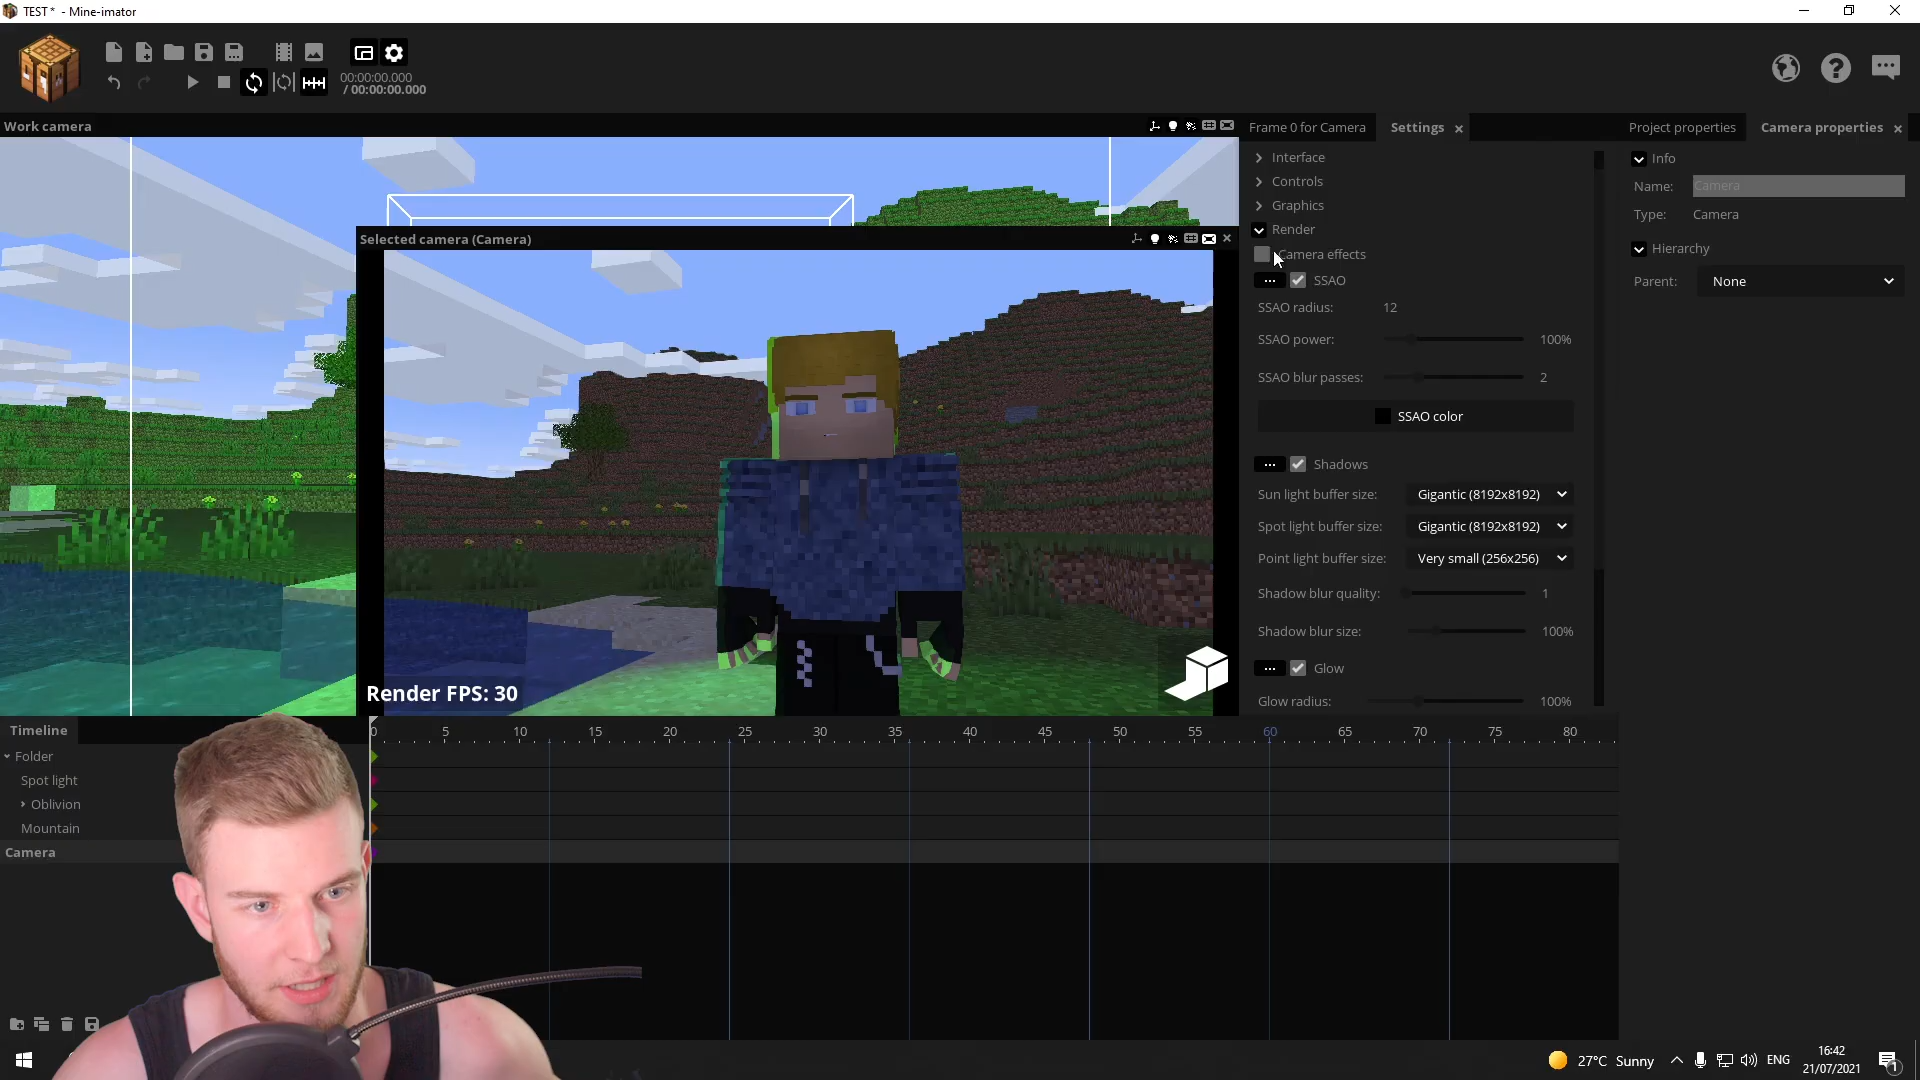 TEST* - Mine-imator
00:00:00.000
/ 00:00:00.000
Work camera
Frame 0 for Camera
Settings
Project properties
Camera properties
Selected camera (Camera)
Render FPS: 30
Interface
Controls
Graphics
Render
Camera effects
SSAO
SSAO radius: 12
SSAO power: 100%
SSAO blur passes: 2
SSAO color
Shadows
Sun light buffer size: Gigantic (8192x8192)
Spot light buffer size: Gigantic (8192x8192)
Point light buffer size: Very small (256x256)
Shadow blur quality: 1
Shadow blur size: 100%
Glow
Glow radius: 100%
Info
Name: Camera
Type: Camera
Hierarchy
Parent: None
Timeline
0 5 10 15 20 25 30 35 40 45 50 55 60 65 70 75 80
Folder
Spot light
Oblivion
Mountain
Camera
27°C Sunny
ENG
16:42
21/07/2021
1